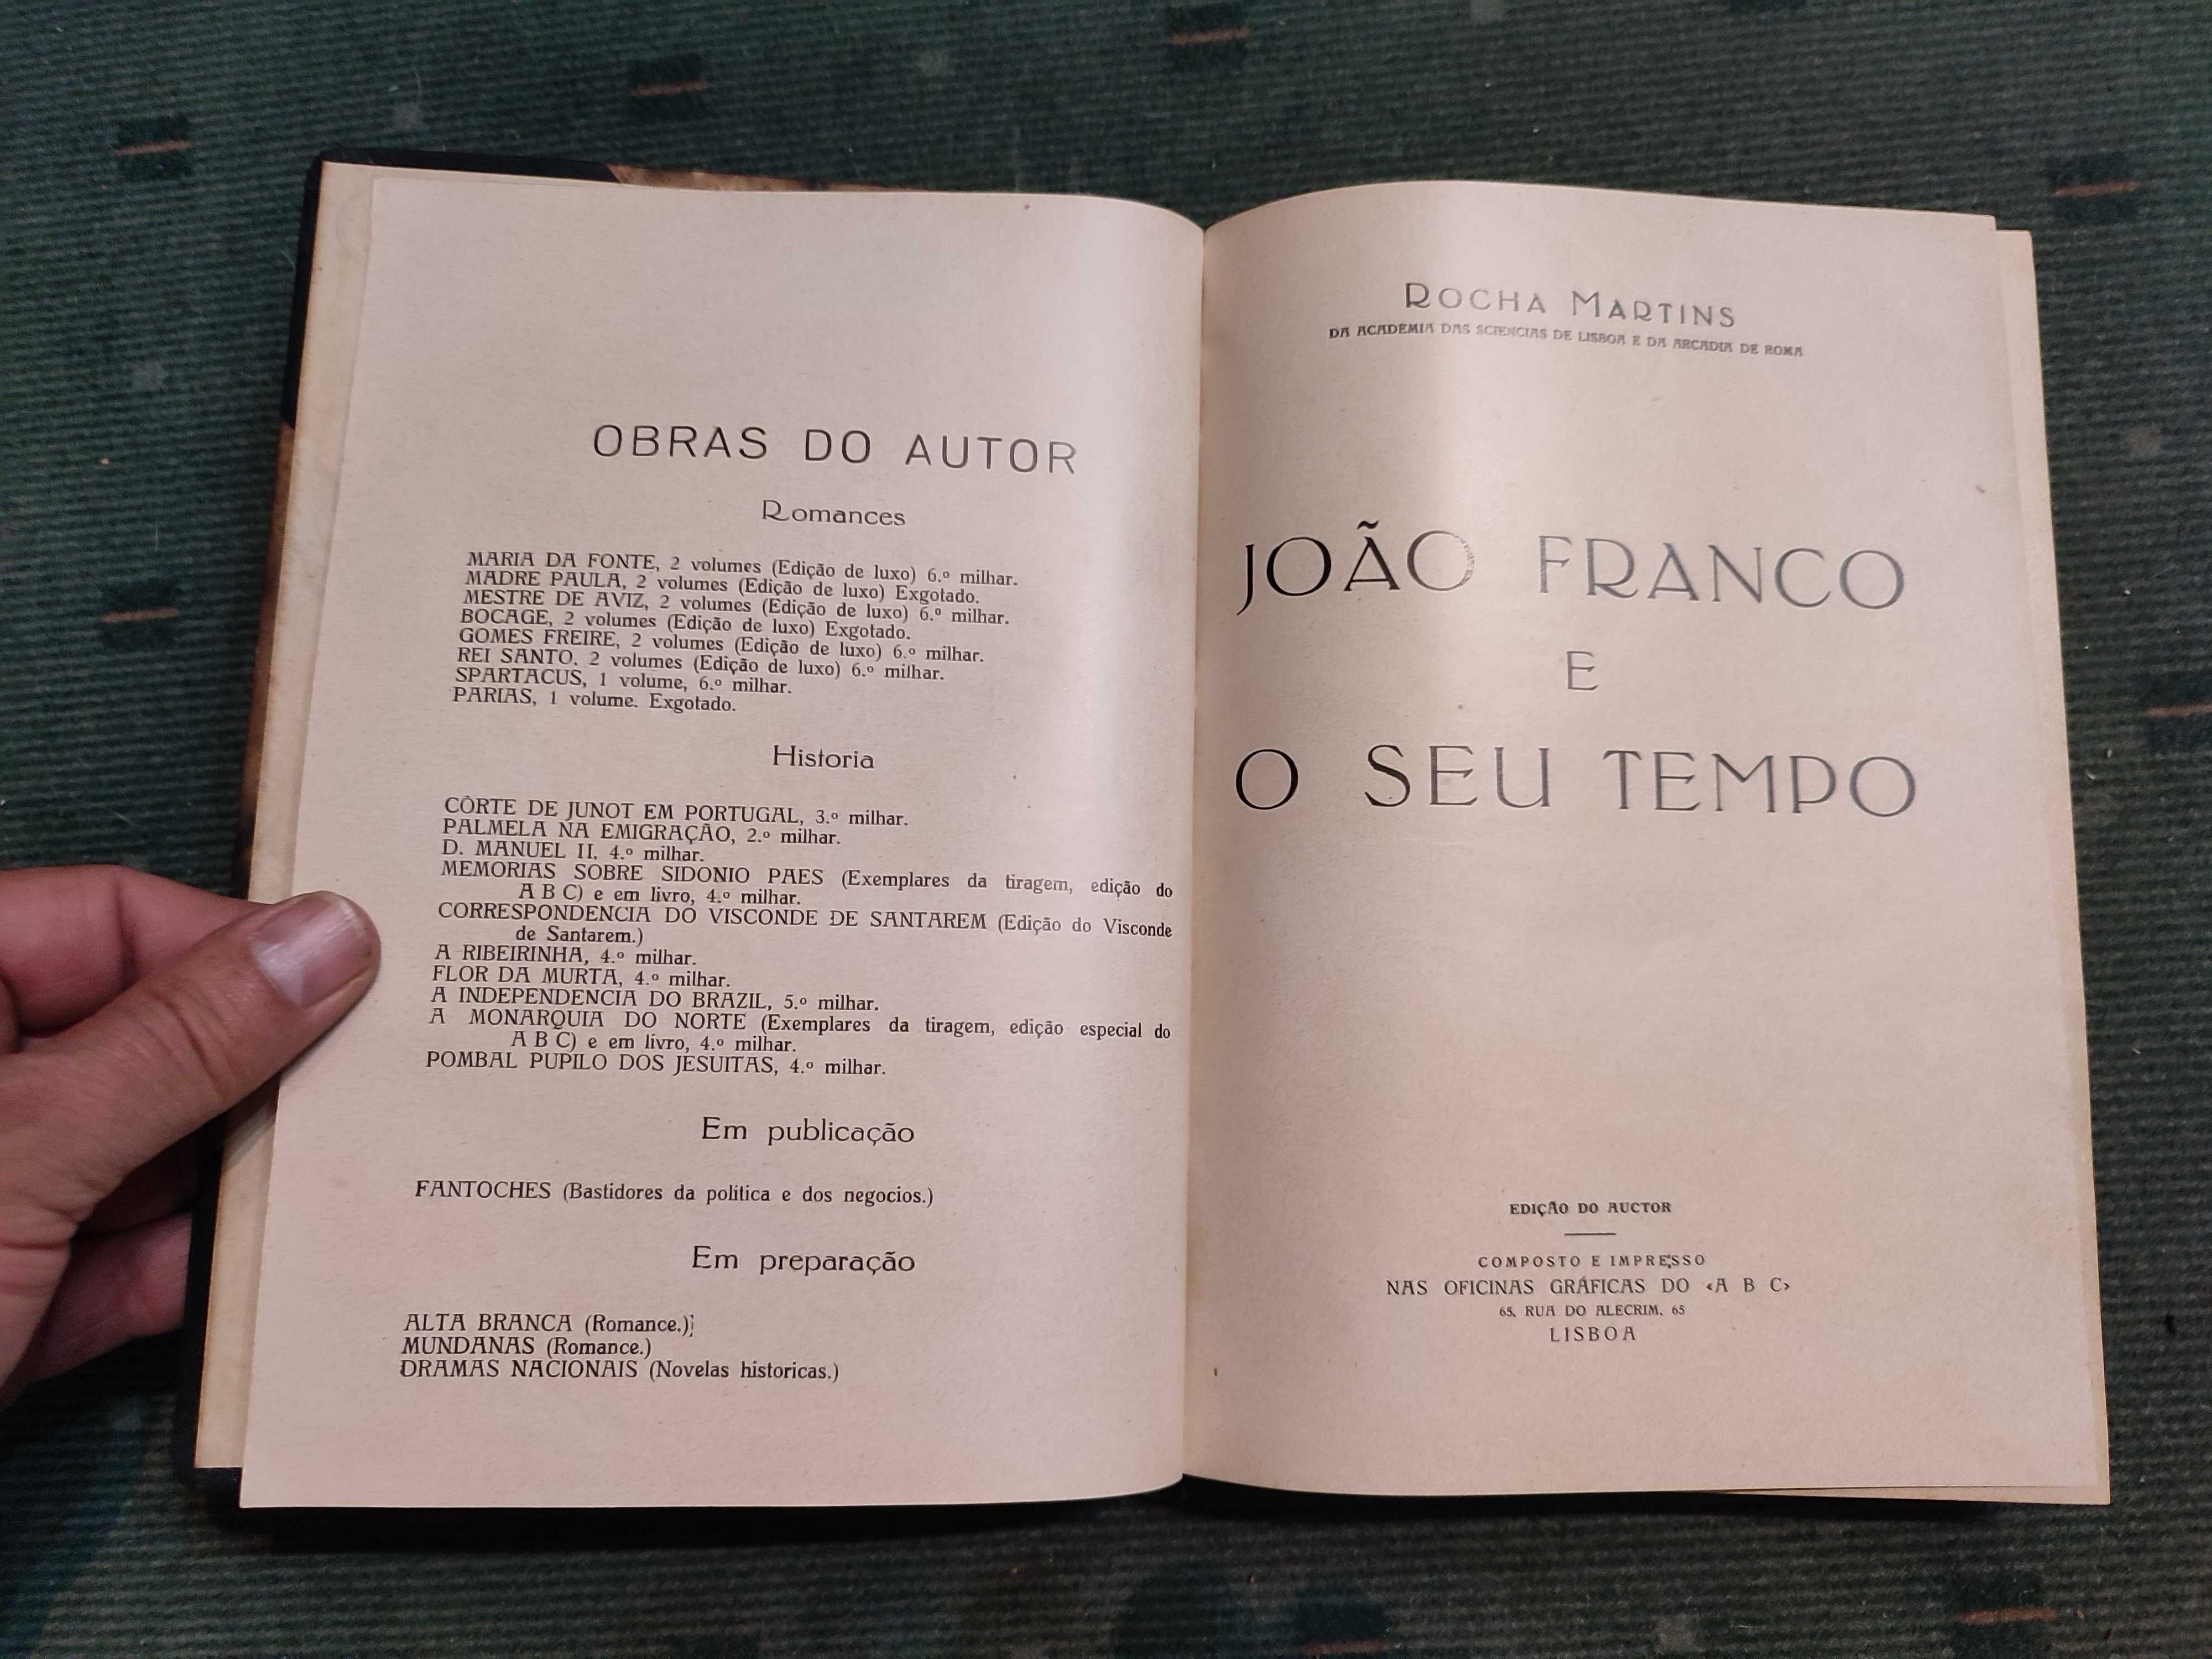 OBRAS DO AUTOR
Romances
MARIA DA FONTE, 2 volumes (Edição de luxo) 6.º milhar.
MADRE PAULA, 2 volumes (Edição de luxo) Exgotado.
MESTRE DE AVIZ, 2 volumes (Edição de luxo) 6.º milhar.
BOCAGE, 2 volumes (Edição de luxo) Exgotado.
GOMES FREIRE, 2 volumes (Edição de luxo) 6.º milhar.
REI SANTO, 2 volumes (Edição de luxo) 6.º milhar.
SPARTACUS, 1 volume, 6.º milhar.
PARIAS, 1 volume. Exgotado.
Historia
CÔRTE DE JUNOT EM PORTUGAL, 3.º milhar.
PALMELA NA EMIGRAÇÃO, 2.º milhar.
D. MANUEL II, 4.º milhar.
MEMORIAS SOBRE SIDONIO PAES (Exemplares da tiragem, edição do
A B C) e em livro, 4.º milhar.
CORRESPONDENCIA DO VISCONDE DE SANTAREM (Edição do Visconde
de Santarem.)
A RIBEIRINHA, 4.º milhar.
FLOR DA MURTA, 4.º milhar.
A INDEPENDENCIA DO BRAZIL, 5.º milhar.
A MONARQUIA DO NORTE (Exemplares da tiragem, edição especial do
A B C) e em livro, 4.º milhar.
POMBAL PUPILO DOS JESUITAS, 4.º milhar.
Em publicação
FANTOCHES (Bastidores da politica e dos negocios.)
Em preparação
ALTA BRANCA (Romance.)
MUNDANAS (Romance.)
DRAMAS NACIONAIS (Novelas historicas.)
ROCHA MARTINS
DA ACADEMIA DAS SCIENCIAS DE LISBOA E DA ARCADIA DE ROMA
JOÃO FRANCO
E
O SEU TEMPO
EDIÇÃO DO AUCTOR
COMPOSTO E IMPRESSO
NAS OFICINAS GRÁFICAS DO «A B C»
65, RUA DO ALECRIM, 65
LISBOA